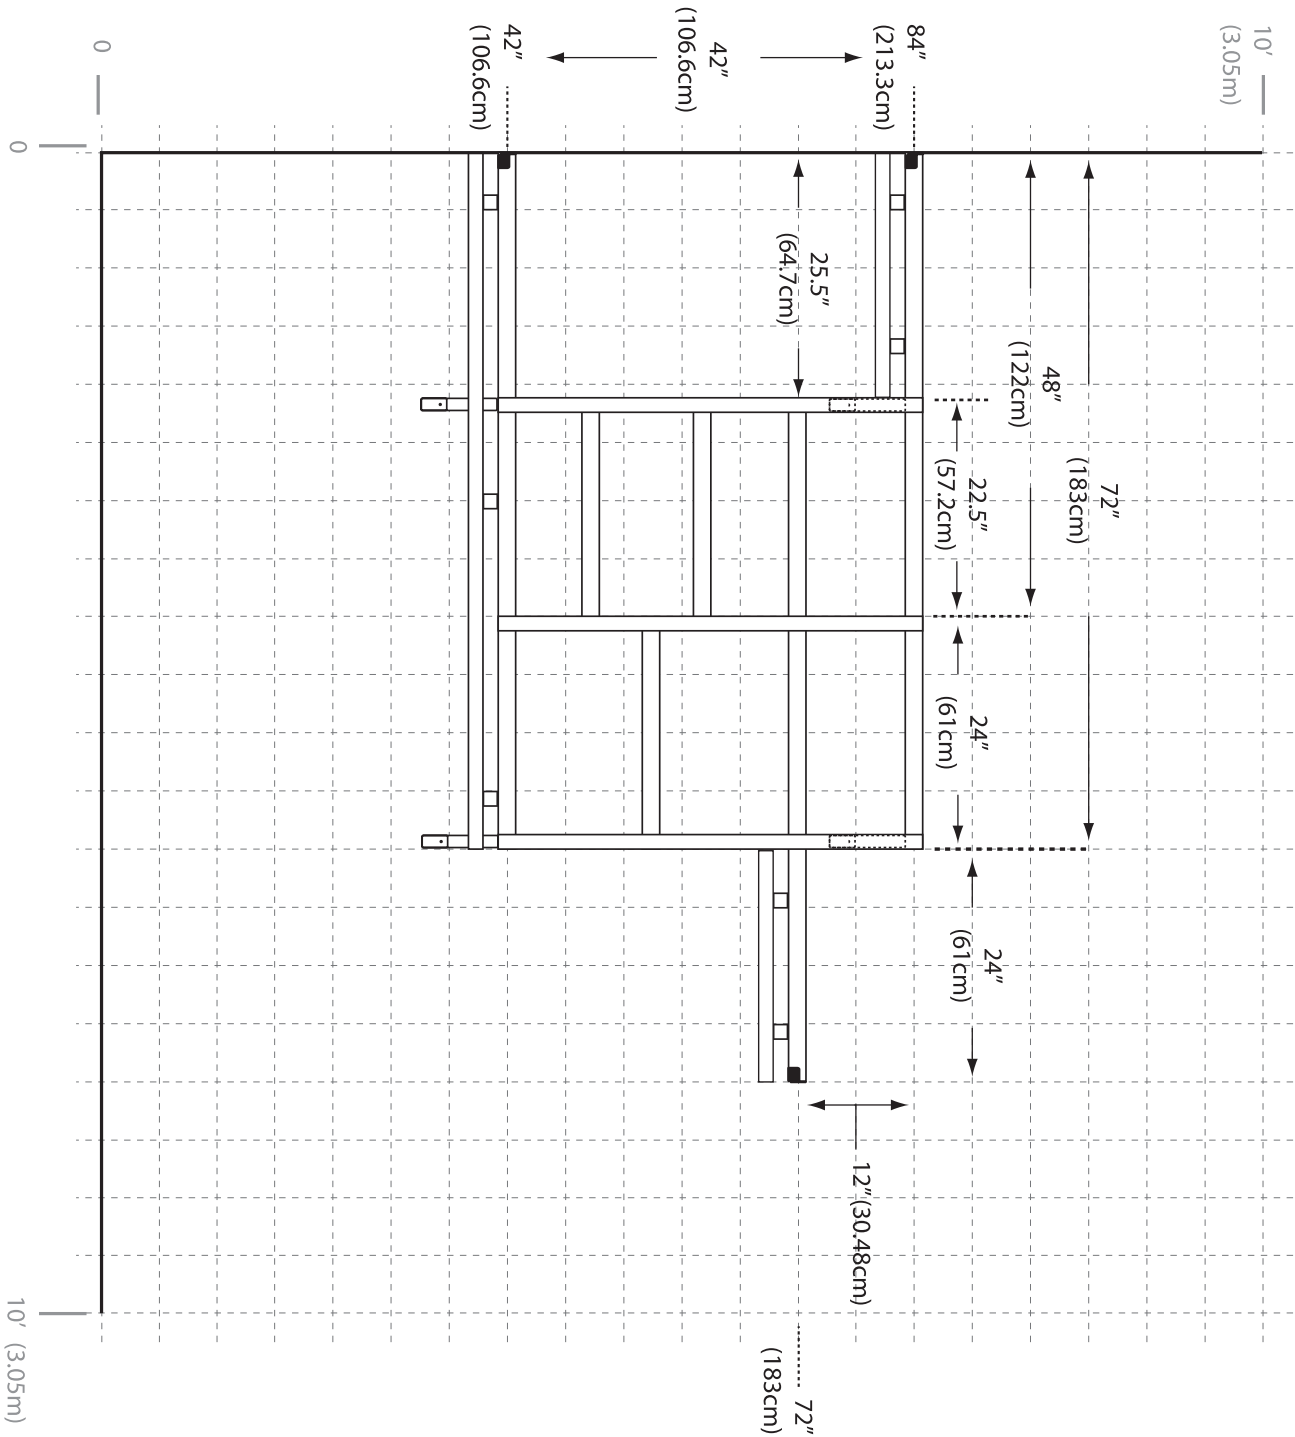 10’
(3.05m)
84”
(213.3cm)
42”
(106.6cm)
42”
(106.6cm)
0
0
72”
(183cm)
48”
(122cm)
25.5”
(64.7cm)
22.5”
(57.2cm)
24”
(61cm)
24”
(61cm)
12” (30.48cm)
72”
(183cm)
10’ (3.05m)